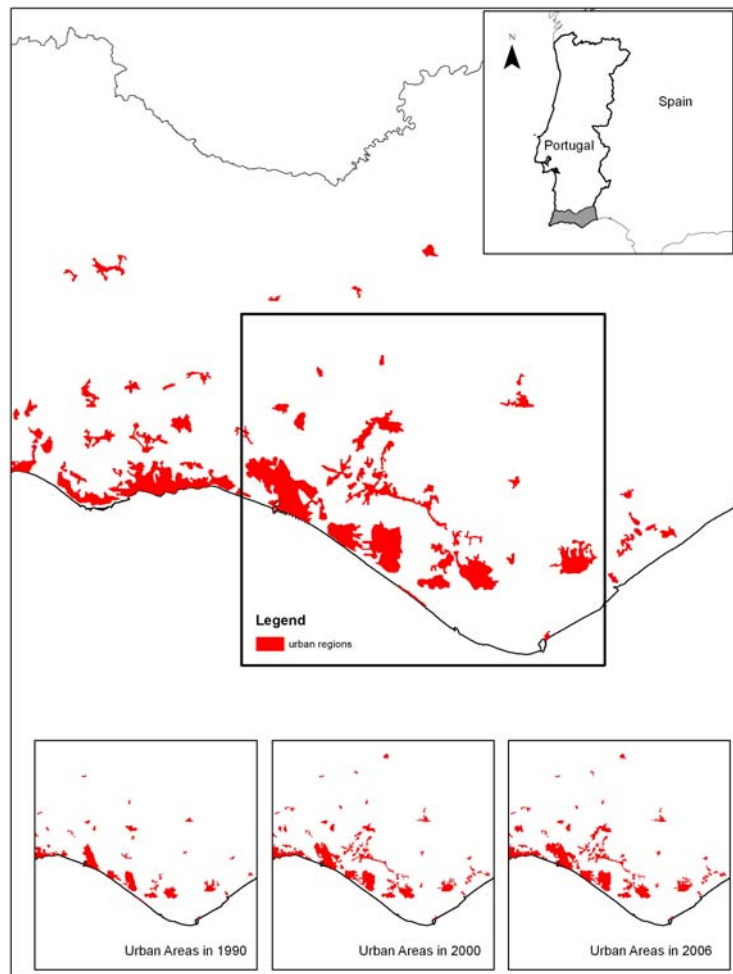 N
Spain
Portugal
Legend
urban regions
Urban Areas in 1990
Urban Areas in 2000
Urban Areas in 2006